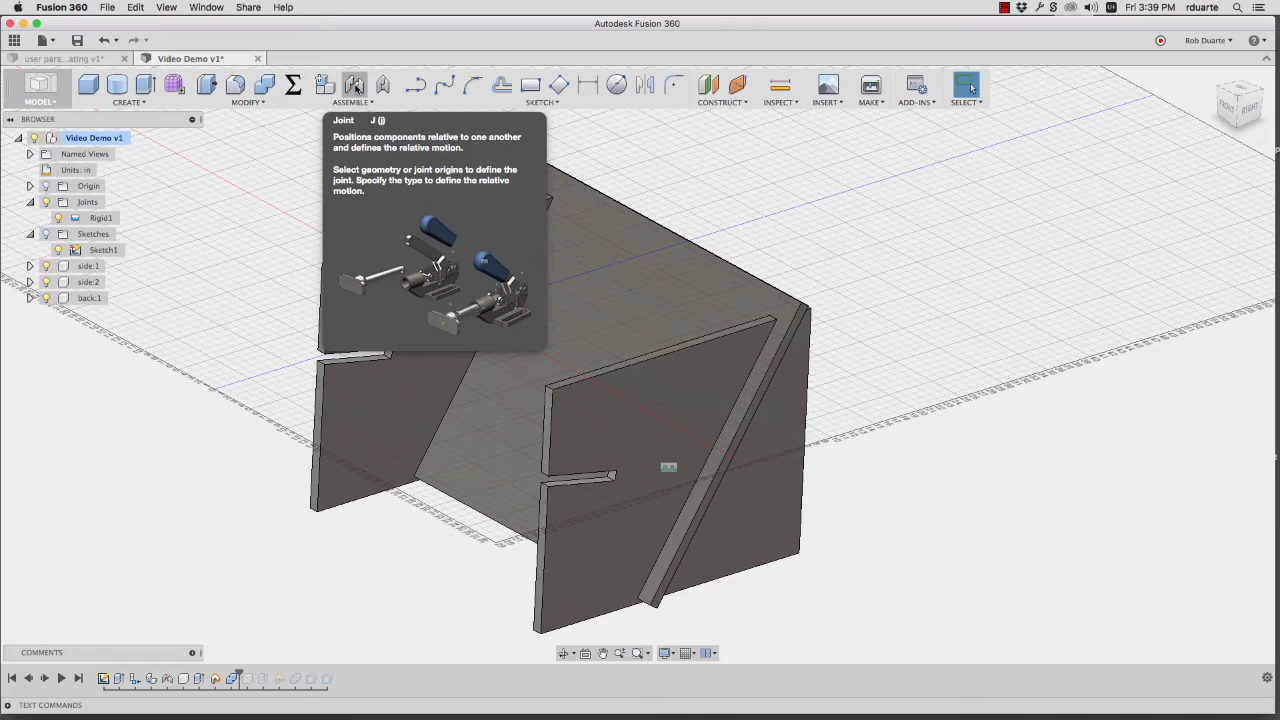 Fusion 360 File Edit View Window Share Help Fri 3:39 PM rduarte
Autodesk Fusion 360
Rob Duarte
user para...ating v1* Video Demo v1*
MODEL CREATE MODIFY ASSEMBLE SKETCH CONSTRUCT INSPECT INSERT MAKE ADD-INS SELECT
BROWSER
Joint J (j)
Positions components relative to one another
and defines the relative motion.
Select geometry or joint origins to define the
joint. Specify the type to define the relative
motion.
Video Demo v1
Named Views
Units: in
Origin
Joints
Rigid1
Sketches
Sketch1
side:1
side:2
back:1
RIGHT
COMMENTS
TEXT COMMANDS